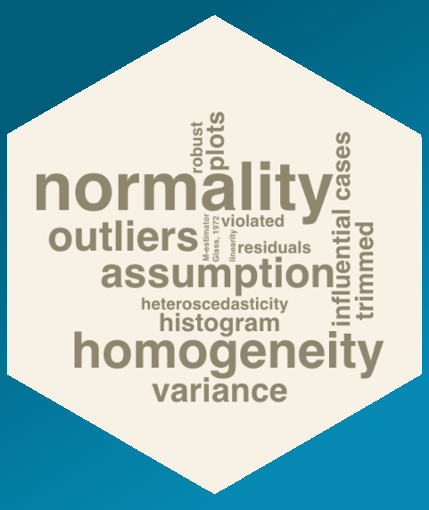 robust
plots
normality
influential cases
outliers
M-estimator
Glass, 1972
violated
linearity
residuals
trimmed
assumption
heteroscedasticity
histogram
homogeneity
variance